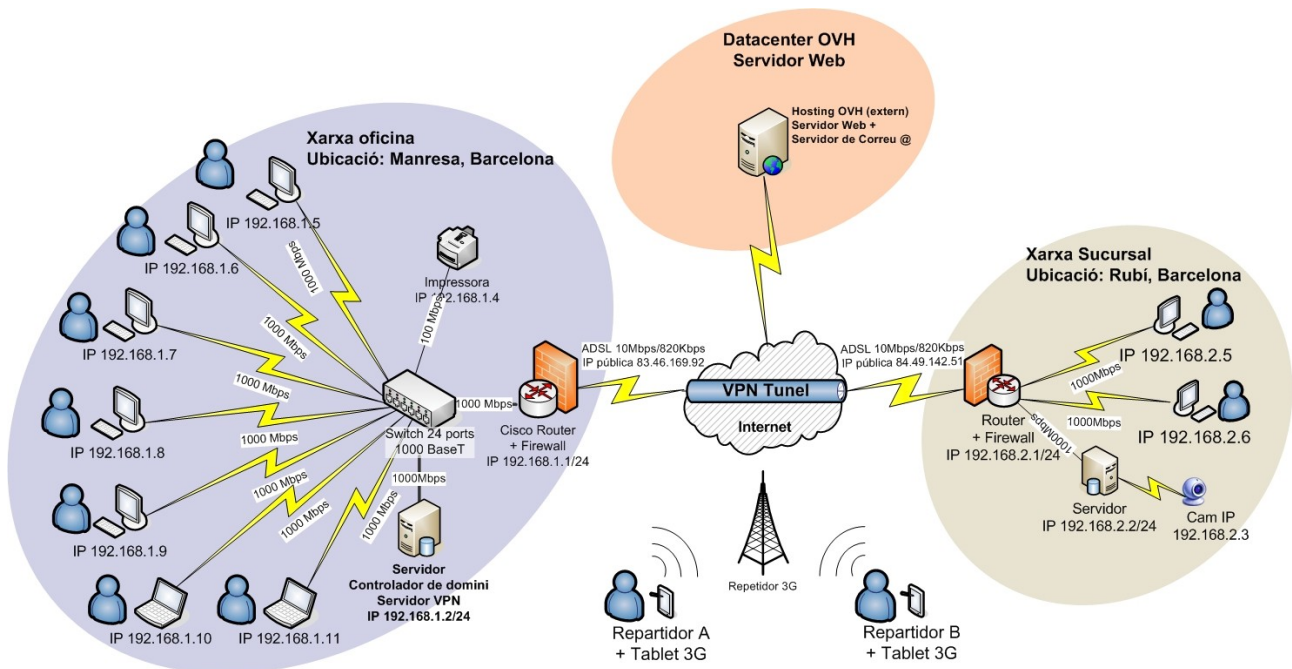 Datacenter OVH
Servidor Web
Hosting OVH (extern)
Servidor Web +
Servidor de Correu @
Xarxa oficina
Ubicació: Manresa, Barcelona
IP 192.168.1.5
1000 Mbps
IP 192.168.1.6
1000 Mbps
IP 192.168.1.7
1000 Mbps
IP 192.168.1.8
1000 Mbps
IP 192.168.1.9
1000 Mbps
IP 192.168.1.10
1000 Mbps
IP 192.168.1.11
1000 Mbps
Impressora
IP 192.168.1.4
100 Mbps
Switch 24 ports
1000 BaseT
1000 Mbps
Cisco Router
+ Firewall
IP 192.168.1.1/24
1000Mbps
Servidor
Controlador de domini
Servidor VPN
IP 192.168.1.2/24
ADSL 10Mbps/820Kbps
IP pública 83.46.169.92
VPN Tunel
Internet
ADSL 10Mbps/820Kbps
IP pública 84.49.142.51
Repetidor 3G
Repartidor A
+ Tablet 3G
Repartidor B
+ Tablet 3G
Xarxa Sucursal
Ubicació: Rubí, Barcelona
IP 192.168.2.5
1000Mbps
IP 192.168.2.6
1000Mbps
Router
+ Firewall
IP 192.168.2.1/24
1000Mbps
Servidor
IP 192.168.2.2/24
Cam IP
192.168.2.3